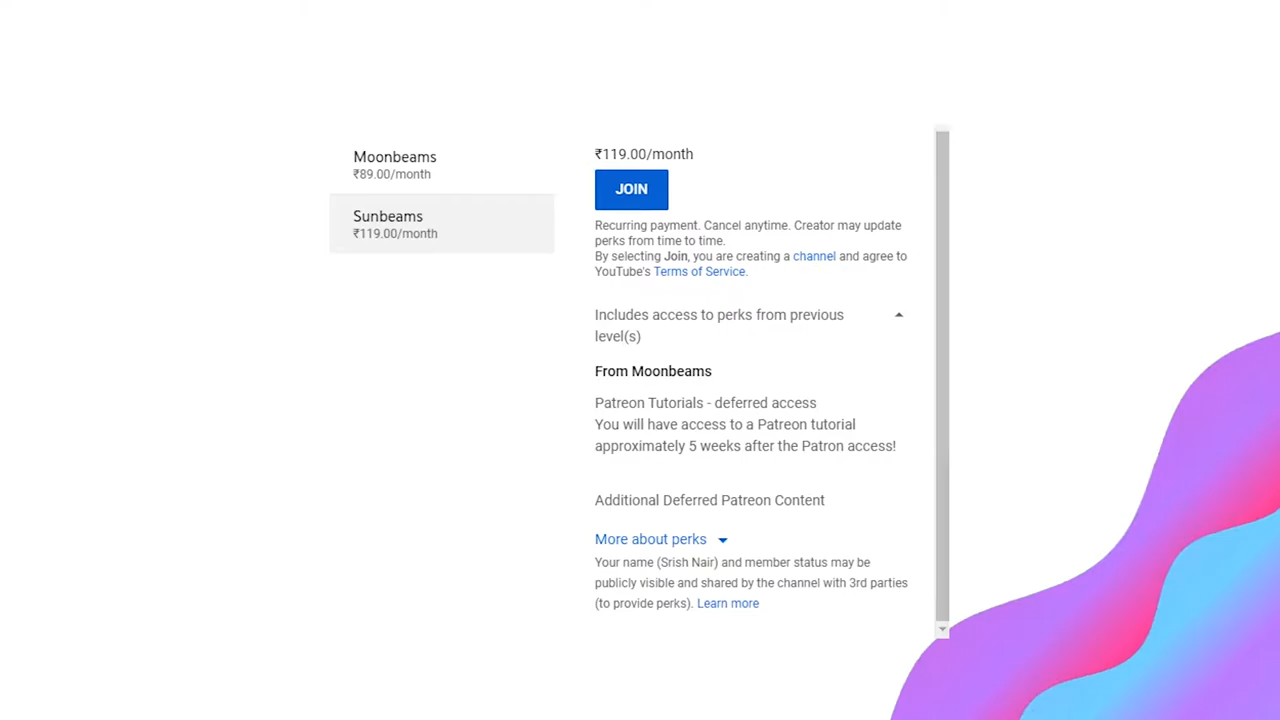 Moonbeams
₹89.00/month
Sunbeams
₹119.00/month
₹119.00/month
JOIN
Recurring payment. Cancel anytime. Creator may update
perks from time to time.
By selecting Join, you are creating a channel and agree to
YouTube's Terms of Service.
Includes access to perks from previous
level(s)
From Moonbeams
Patreon Tutorials - deferred access
You will have access to a Patreon tutorial
approximately 5 weeks after the Patron access!
Additional Deferred Patreon Content
More about perks
Your name (Srish Nair) and member status may be
publicly visible and shared by the channel with 3rd parties
(to provide perks). Learn more